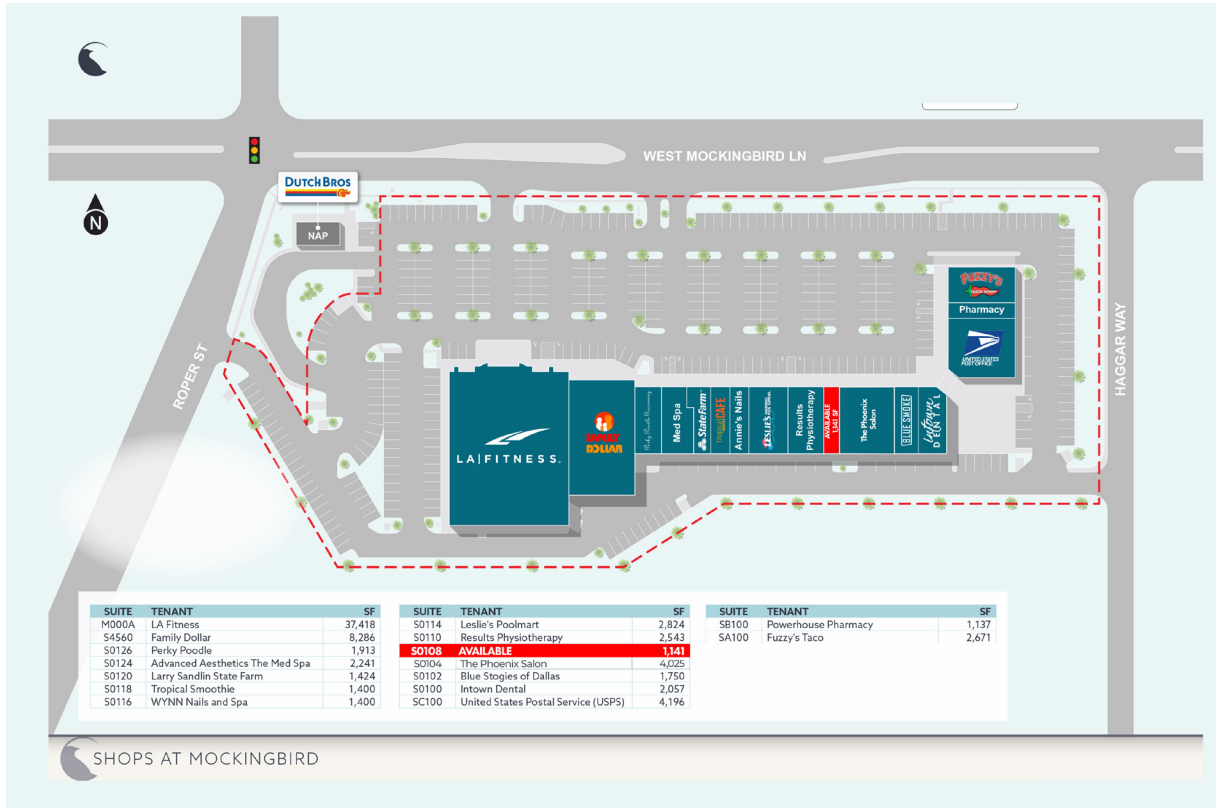 WEST MOCKINGBIRD LN
DUTCH BROS
Coffee
NAP
N
FUZZY'S
TACO SHOP
Pharmacy
UNITED STATES
POST OFFICE
HAGGAR WAY
ROPER ST
LA|FITNESS.
FAMILY
DOLLAR
Med Spa
StateFarm
tropical CAFE
Annie's Nails
LESLIE'S
Results
Physiotherapy
AVAILABLE
1,141 SF
The Phoenix
Salon
BLUE SMOKE
intown
DENTAL
SUITE TENANT SF
M000A LA Fitness 37,418
S4560 Family Dollar 8,286
S0126 Perky Poodle 1,913
S0124 Advanced Aesthetics The Med Spa 2,241
S0120 Larry Sandlin State Farm 1,424
S0118 Tropical Smoothie 1,400
S0116 WYNN Nails and Spa 1,400
SUITE TENANT SF
S0114 Leslie's Poolmart 2,824
S0110 Results Physiotherapy 2,543
S0108 AVAILABLE 1,141
S0104 The Phoenix Salon 4,025
S0102 Blue Stogies of Dallas 1,750
S0100 Intown Dental 2,057
SC100 United States Postal Service (USPS) 4,196
SUITE TENANT SF
SB100 Powerhouse Pharmacy 1,137
SA100 Fuzzy's Taco 2,671
SHOPS AT MOCKINGBIRD